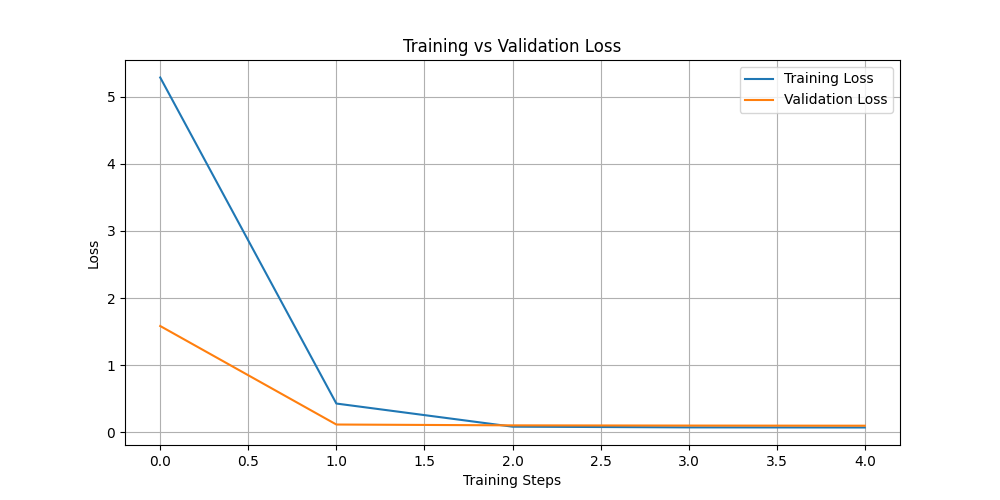 Training vs Validation Loss
Training Loss
Validation Loss
Loss
5
4
3
2
1
0
0.0 0.5 1.0 1.5 2.0 2.5 3.0 3.5 4.0
Training Steps